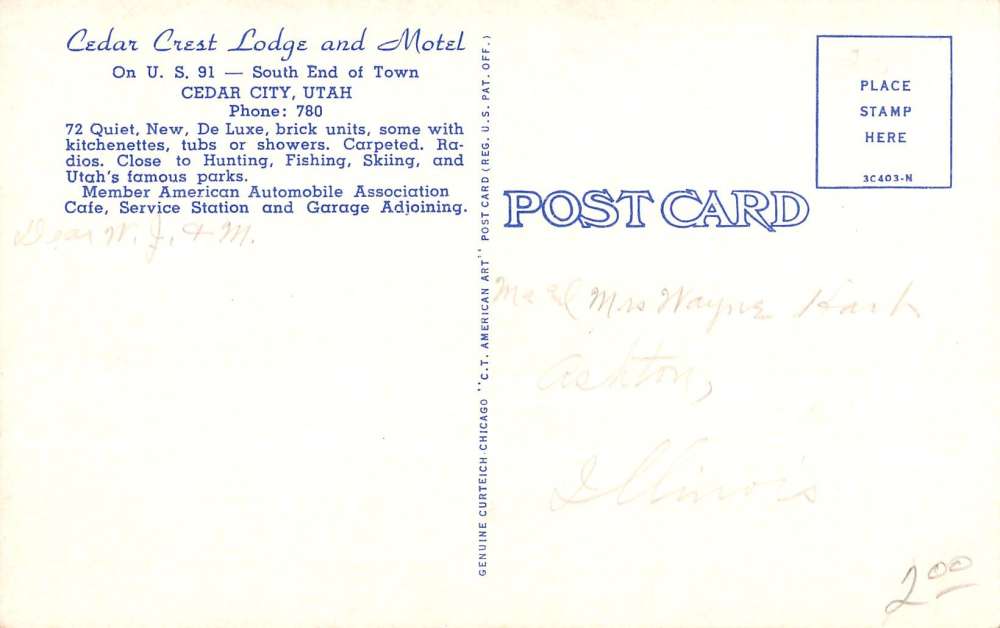 Cedar Crest Lodge and Motel
On U. S. 91 — South End of Town
CEDAR CITY, UTAH
Phone: 780
72 Quiet, New, De Luxe, brick units, some with
kitchenettes, tubs or showers. Carpeted. Ra-
dios. Close to Hunting, Fishing, Skiing, and
Utah's famous parks.
Member American Automobile Association
Cafe, Service Station and Garage Adjoining.
Dear W. J. & M.
GENUINE CURTEICH-CHICAGO "C.T. AMERICAN ART" POST CARD (REG. U.S. PAT. OFF.)
POST CARD
PLACE
STAMP
HERE
3C403-N
Mrs Wayne
Ashton,
Illinois
2.00